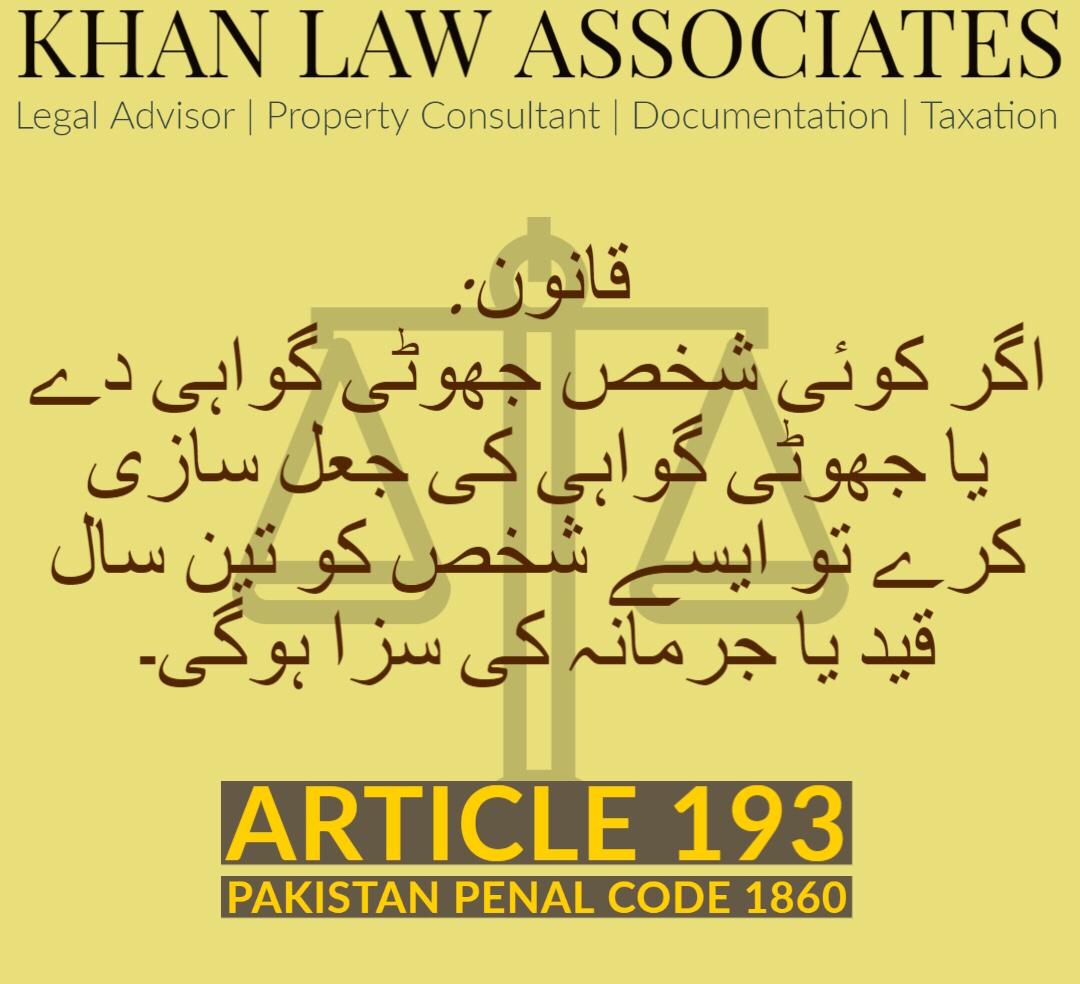 KHAN LAW ASSOCIATES
Legal Advisor | Property Consultant | Documentation | Taxation
قانون:
اگر کوئی شخص جھوٹی گواہی دے
یا جھوٹی گواہی کی جعل سازی
کرے تو ایسے شخص کو تین سال
قید یا جرمانہ کی سزا ہوگی۔
ARTICLE 193
PAKISTAN PENAL CODE 1860